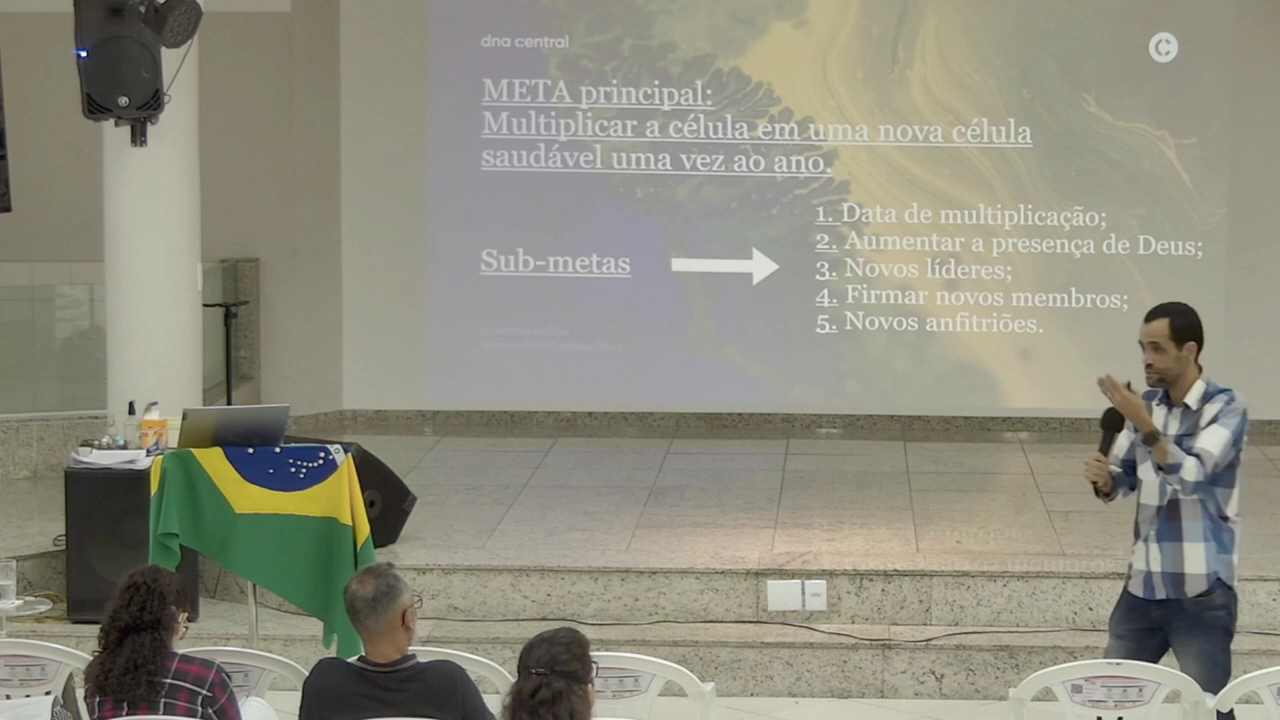 dna central
META principal:
Multiplicar a célula em uma nova célula
saudável uma vez ao ano.
Sub-metas
1. Data de multiplicação;
2. Aumentar a presença de Deus;
3. Novos líderes;
4. Firmar novos membros;
5. Novos anfitriões.